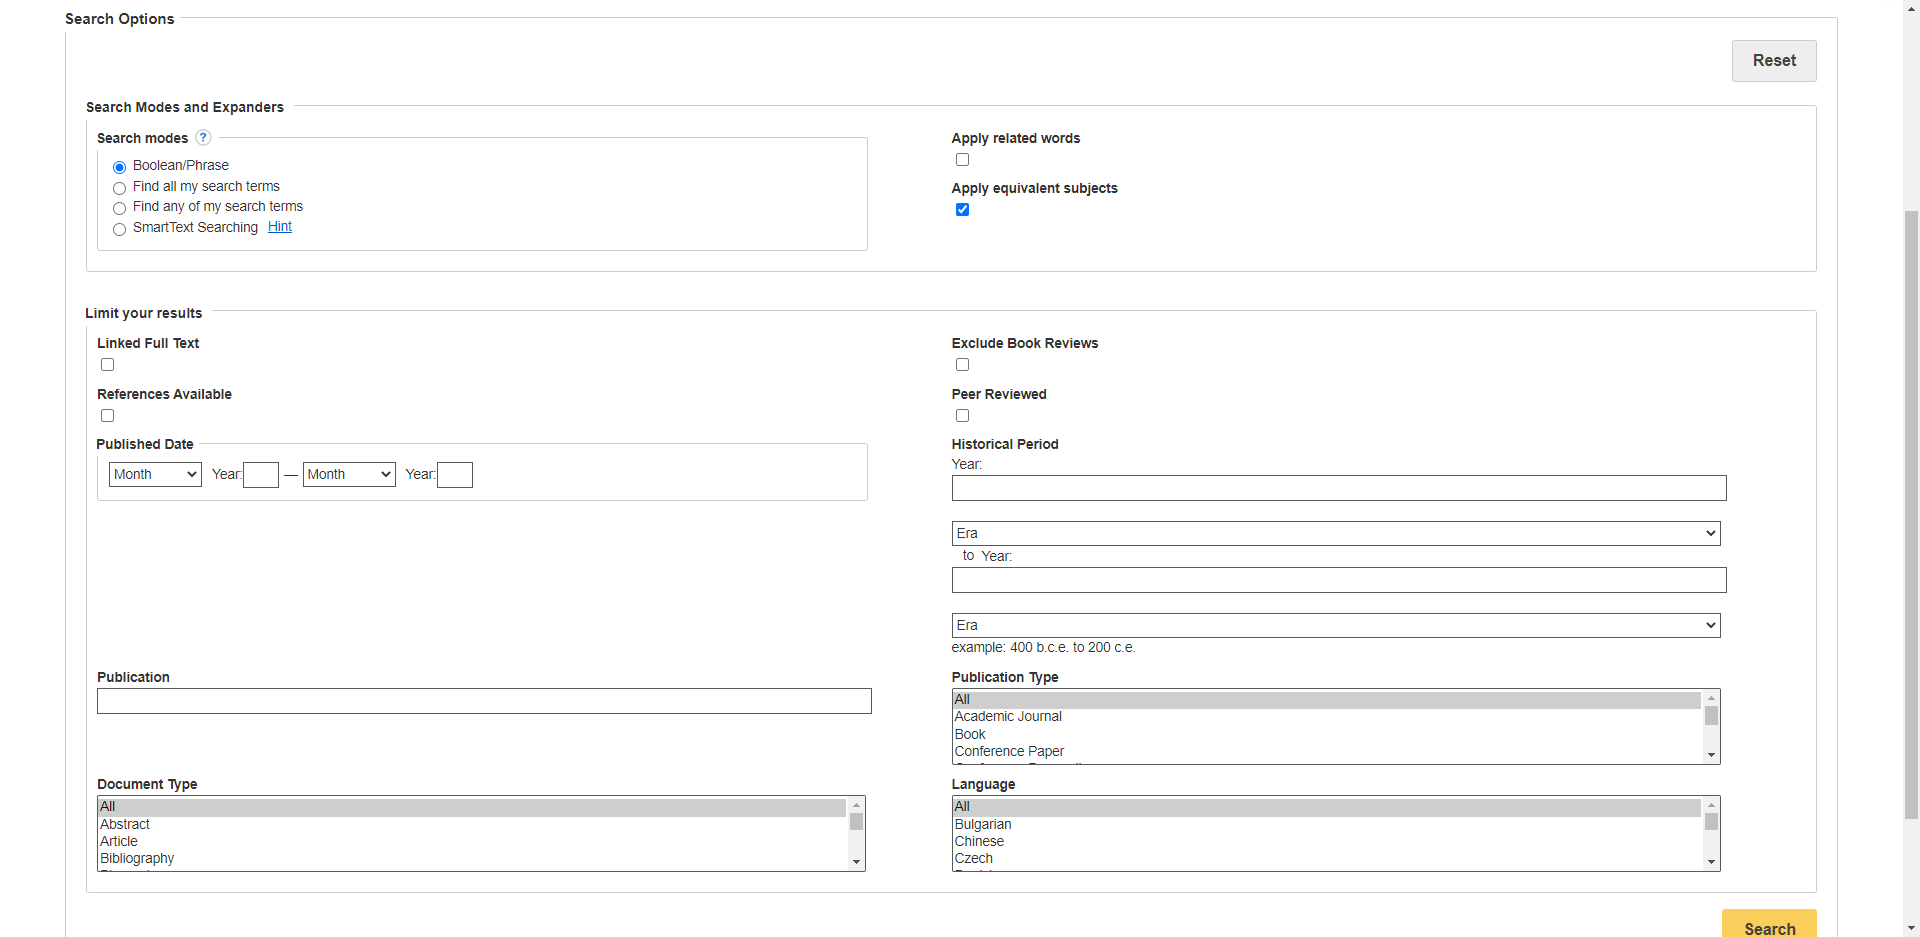 Search Options
Reset
Search Modes and Expanders
Search modes ?
Boolean/Phrase
Find all my search terms
Find any of my search terms
SmartText Searching Hint
Apply related words
Apply equivalent subjects
Limit your results
Linked Full Text
Exclude Book Reviews
References Available
Peer Reviewed
Published Date
Month Year: — Month Year:
Historical Period
Year:
Era
to Year:
Era
example: 400 b.c.e. to 200 c.e.
Publication
Publication Type
All
Academic Journal
Book
Conference Paper
Document Type
All
Abstract
Article
Bibliography
Language
All
Bulgarian
Chinese
Czech
Search